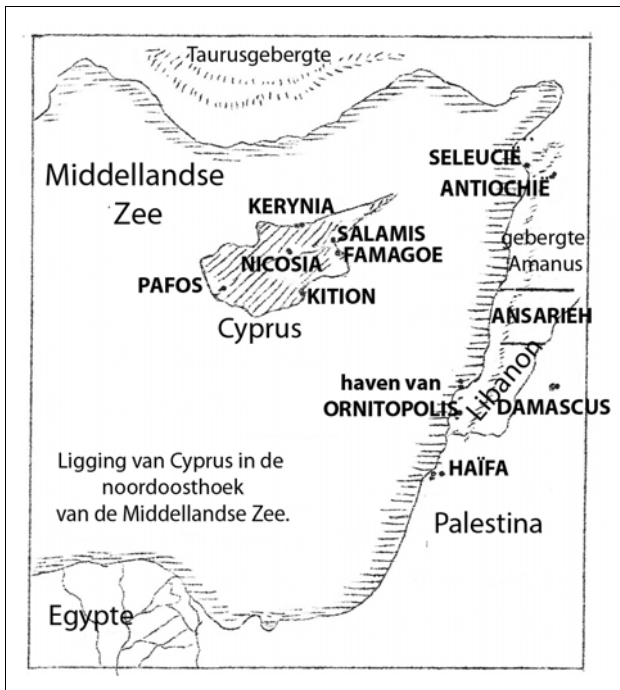 Taurusgebergte
Middellandse
Zee
SELEUCIË
ANTIOCHIË
KERYNIA
SALAMIS
FAMAGOE
NICOSIA
PAFOS
KITION
Cyprus
gebergte
Amanus
ANSARIEH
Libanon
haven van
ORNITOPOLIS
DAMASCUS
HAÏFA
Ligging van Cyprus in de
noordoosthoek
van de Middellandse Zee.
Palestina
Egypte